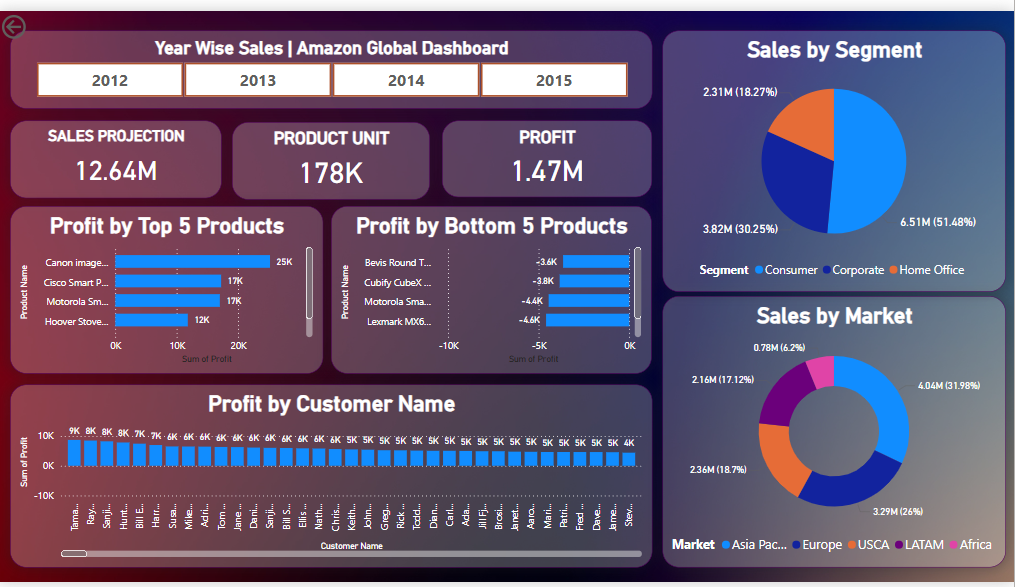 Year Wise Sales | Amazon Global Dashboard
2012 2013 2014 2015
SALES PROJECTION
12.64M
PRODUCT UNIT
178K
PROFIT
1.47M
Profit by Top 5 Products
Product Name
Canon image... 25K
Cisco Smart P... 17K
Motorola Sm... 17K
Hoover Stove... 12K
0K 10K 20K
Sum of Profit
Profit by Bottom 5 Products
Product Name
Bevis Round T... -3.6K
Cubify CubeX ... -3.8K
Motorola Sma... -4.4K
Lexmark MX6... -4.6K
-10K -5K 0K
Sum of Profit
Profit by Customer Name
Sum of Profit
10K
0K
-10K
9K 8K 8K 8K 7K 7K 6K 6K 6K 6K 6K 6K 6K 6K 6K 6K 5K 5K 5K 5K 5K 5K 5K 5K 5K 5K 5K 5K 5K 5K 5K 5K 5K 5K 4K
Tama... Ray... Sanji... Hunt... Bill E... Harr... Susa... Mike... Adri... Tom ... Jane ... Dani... Sanji... Bill S... Ellis ... Nath... Chris... Keith... John... Greg... Rick ... Todd... Dian... Carl... Ada... Jill Fj... Brosi... Janet... Aaro... Mari... Patri... Fred ... Dave... Jame... Stev...
Customer Name
Sales by Segment
2.31M (18.27%)
3.82M (30.25%)
6.51M (51.48%)
Segment Consumer Corporate Home Office
Sales by Market
0.78M (6.2%)
2.16M (17.12%)
4.04M (31.98%)
2.36M (18.7%)
3.29M (26%)
Market Asia Pac... Europe USCA LATAM Africa